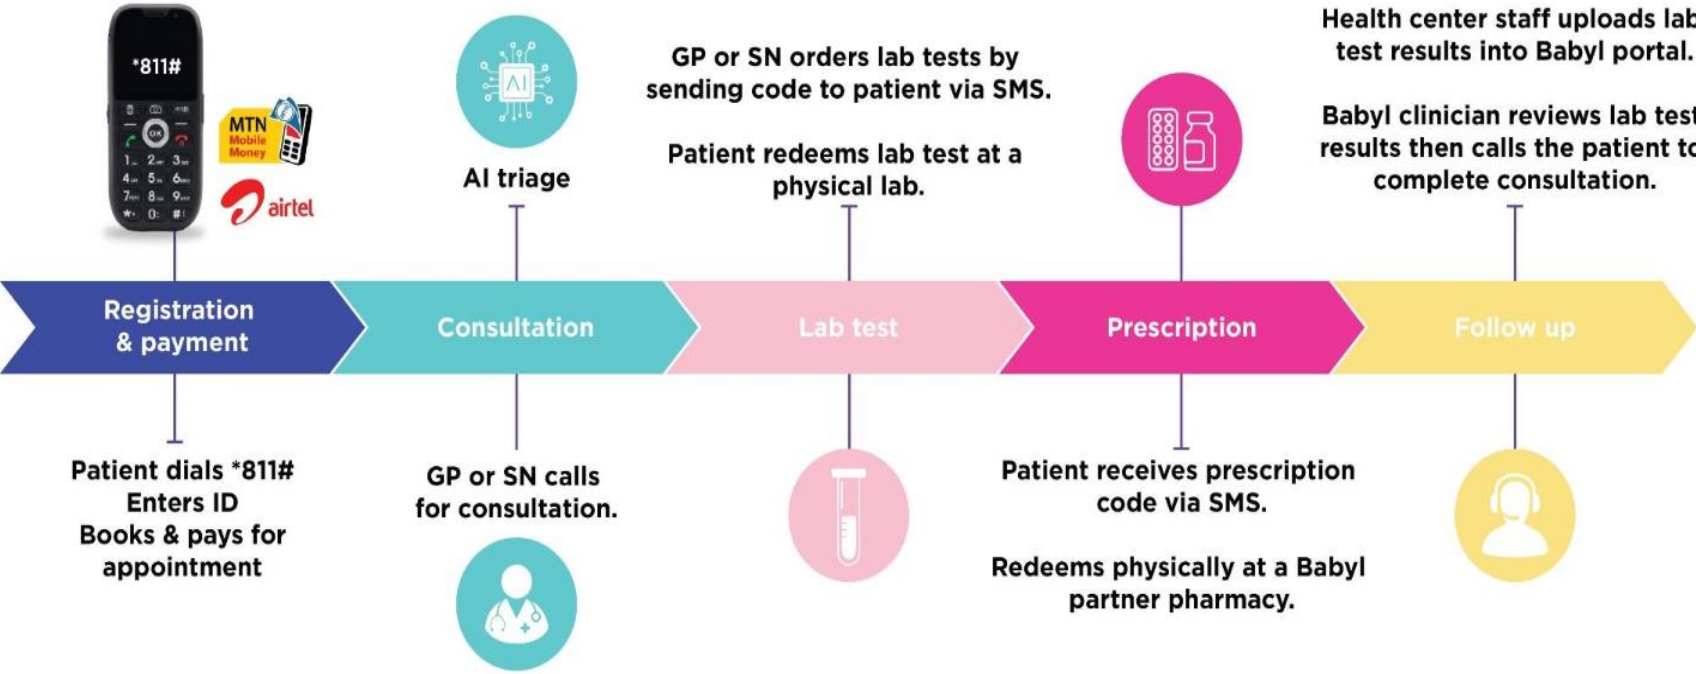 *811#
MTN
Mobile
Money
airtel
AI
AI triage
GP or SN orders lab tests by
sending code to patient via SMS.
Patient redeems lab test at a
physical lab.
Health center staff uploads lab
test results into Babyl portal.
Babyl clinician reviews lab test
results then calls the patient to
complete consultation.
Registration
& payment
Consultation
Lab test
Prescription
Follow up
Patient dials *811#
Enters ID
Books & pays for
appointment
GP or SN calls
for consultation.
Patient receives prescription
code via SMS.
Redeems physically at a Babyl
partner pharmacy.